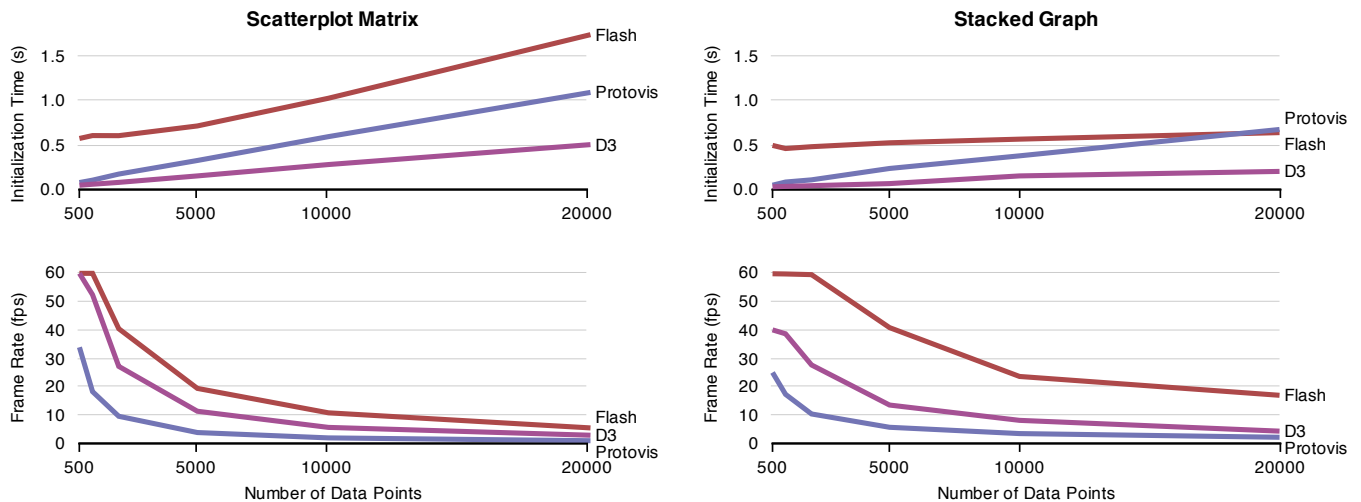 Scatterplot Matrix
Initialization Time (s)
1.5
1.0
0.5
0.0
500
5000
10000
20000
Flash
Protovis
D3
Stacked Graph
Initialization Time (s)
1.5
1.0
0.5
0.0
500
5000
10000
20000
Protovis
Flash
D3
Frame Rate (fps)
60
50
40
30
20
10
0
500
5000
10000
20000
Flash
D3
Protovis
Number of Data Points
Frame Rate (fps)
60
50
40
30
20
10
0
500
5000
10000
20000
Flash
D3
Protovis
Number of Data Points